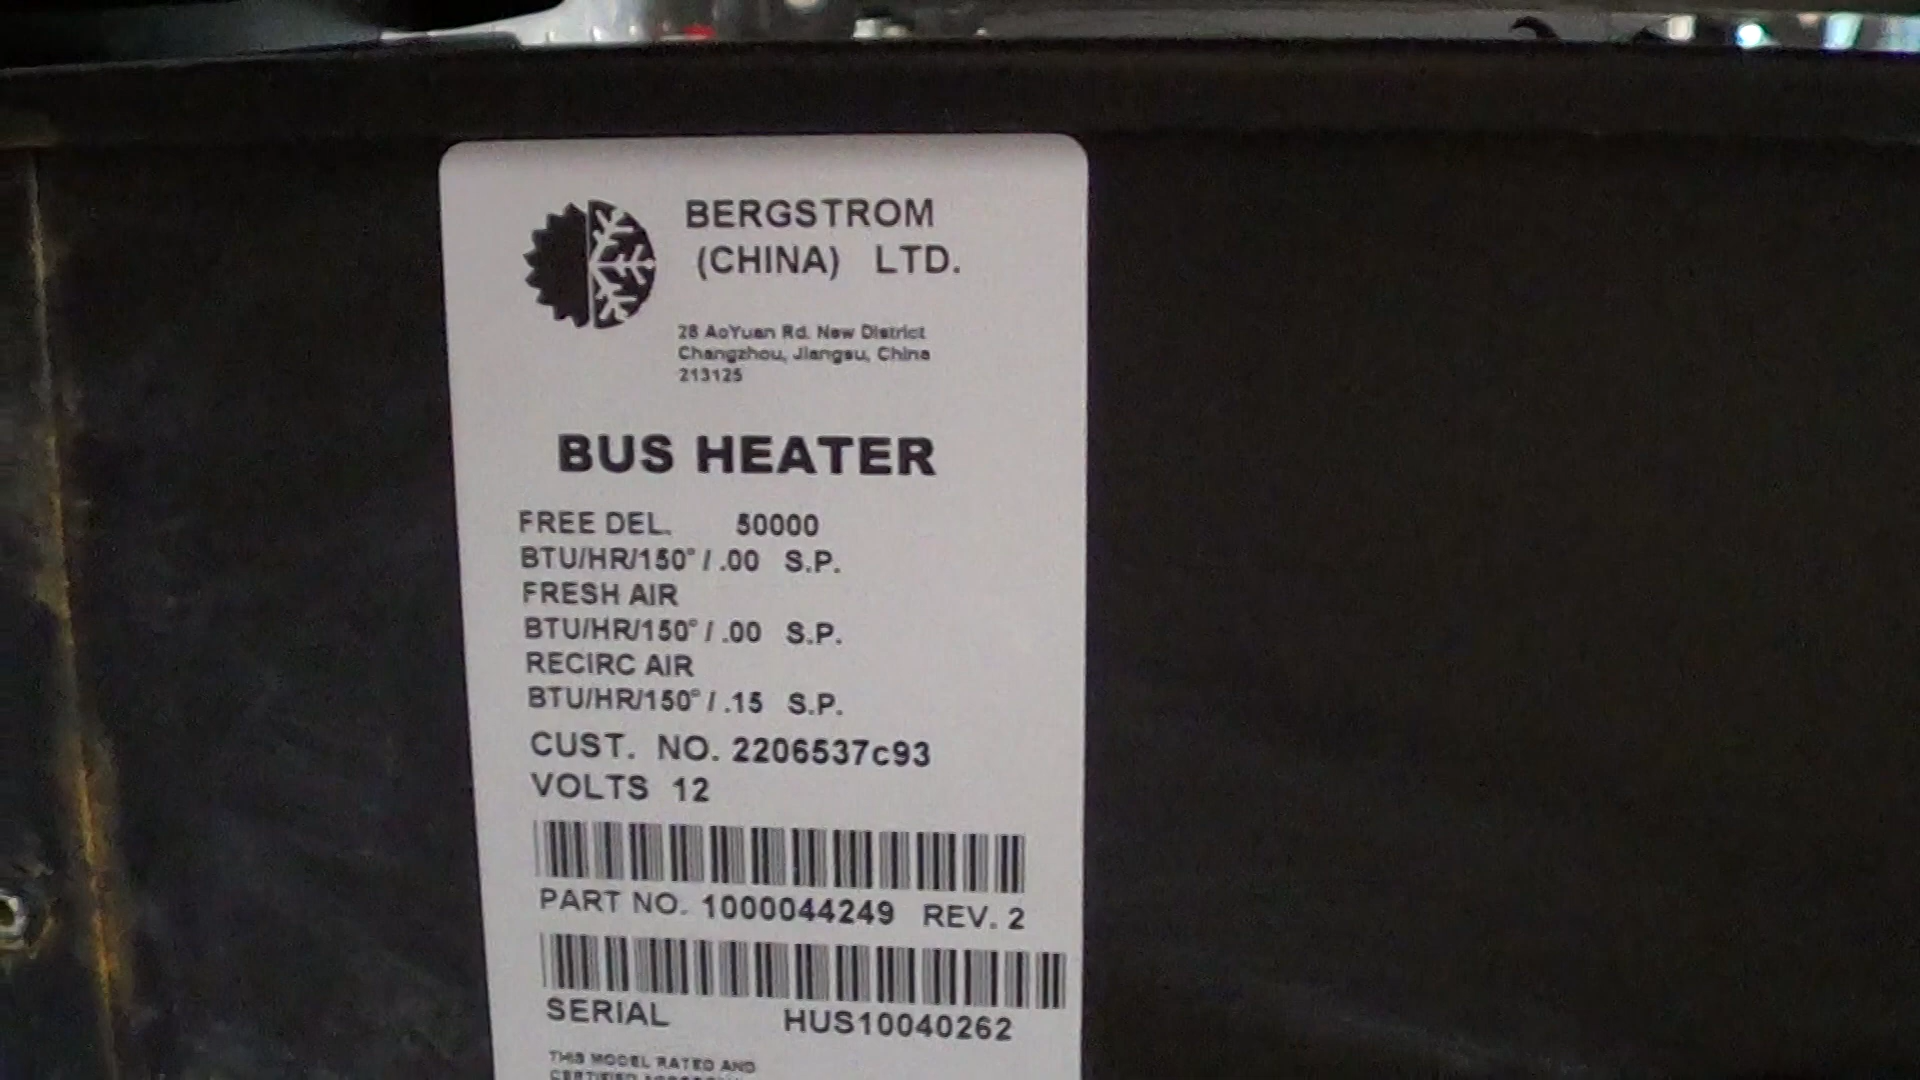 BERGSTROM
(CHINA) LTD.
28 AoYuan Rd. New District
Changzhou, Jiangsu, China
213125
BUS HEATER
FREE DEL. 50000
BTU/HR/150° / .00 S.P.
FRESH AIR
BTU/HR/150° / .00 S.P.
RECIRC AIR
BTU/HR/150° / .15 S.P.
CUST. NO. 2206537c93
VOLTS 12
PART NO. 1000044249 REV. 2
SERIAL HUS10040262
THIS MODEL RATED AND